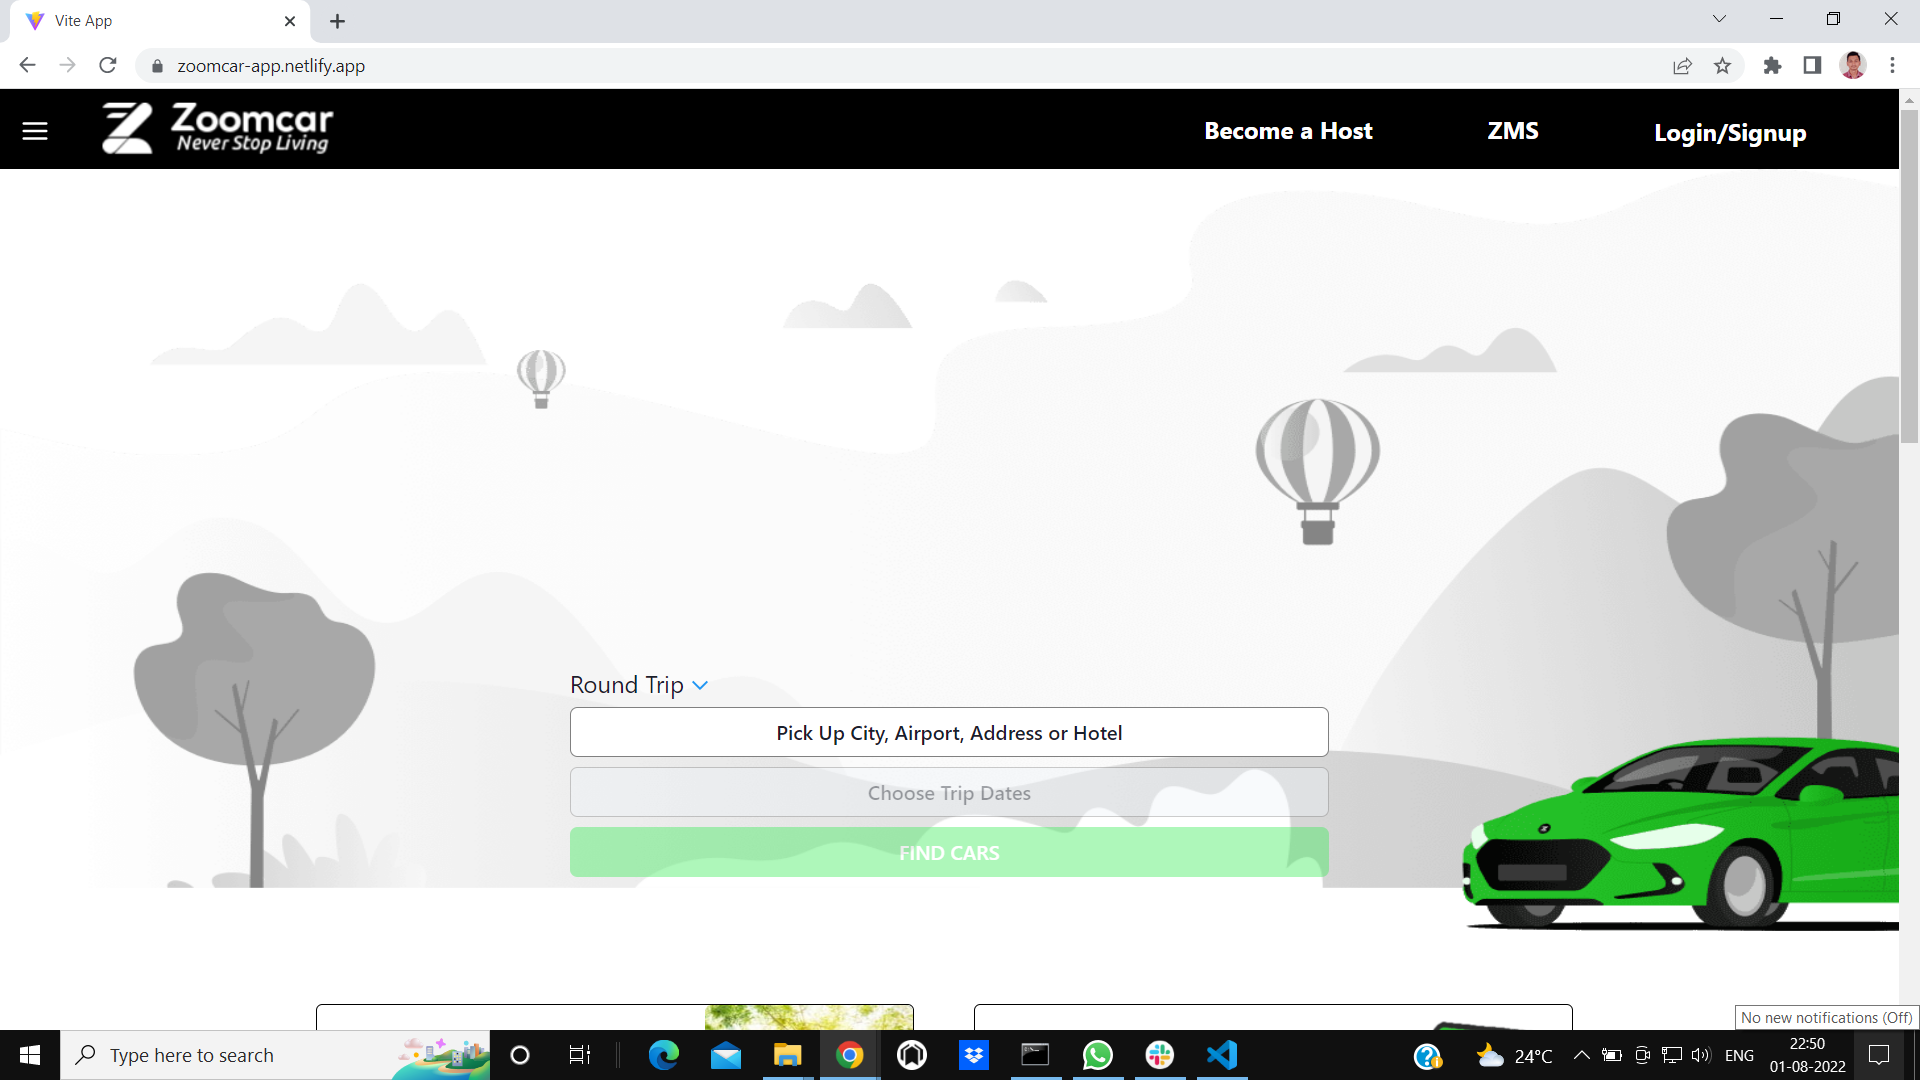 Vite App
zoomcar-app.netlify.app
Zoomcar
Never Stop Living
Become a Host
ZMS
Login/Signup
Round Trip
Pick Up City, Airport, Address or Hotel
Choose Trip Dates
FIND CARS
No new notifications (Off)
Type here to search
24°C
ENG
22:50
01-08-2022